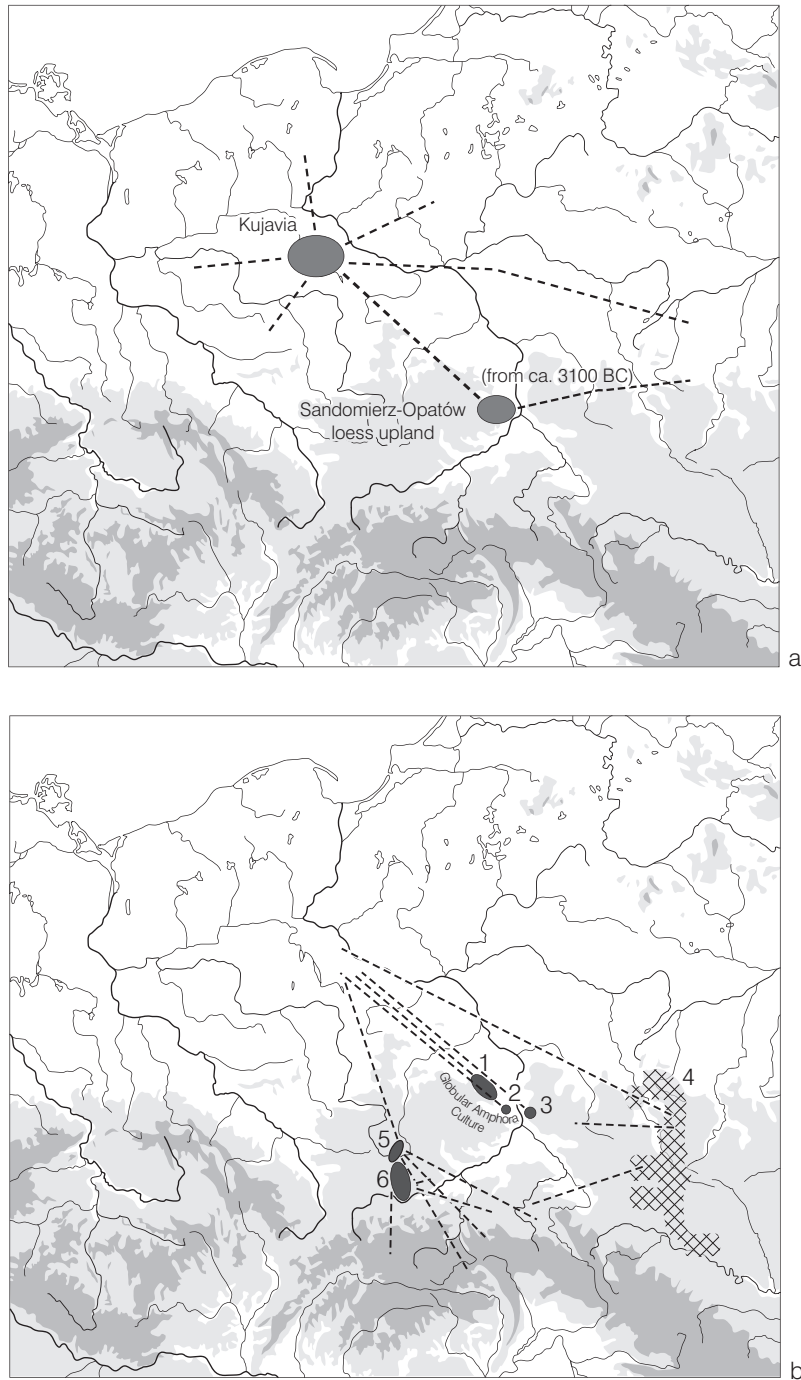 Kujavia
(from ca. 3100 BC)
Sandomierz-Opatów
loess upland
a
1
2
3
4
Globular Amphora
Culture
5
6
b